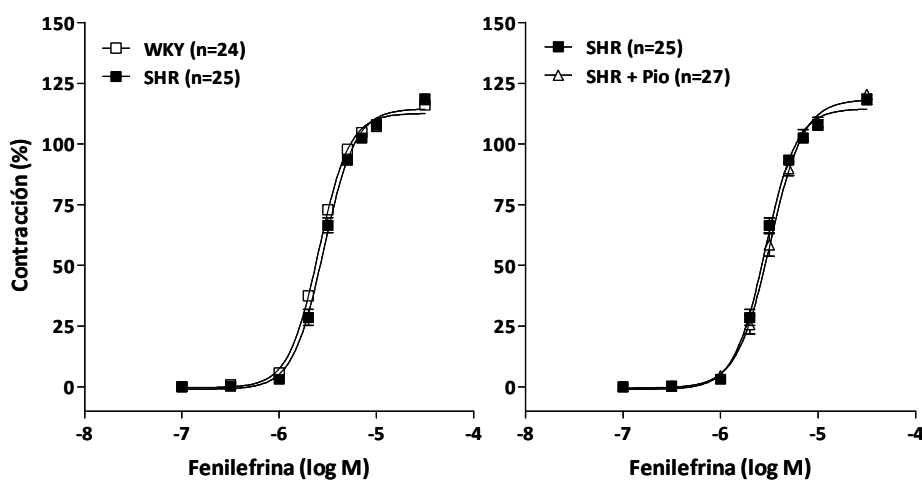 Contracción (%)
150
125
100
75
50
25
0
WKY (n=24)
SHR (n=25)
-8 -7 -6 -5 -4
Fenilefrina (log M)
150
125
100
75
50
25
0
SHR (n=25)
SHR + Pio (n=27)
-8 -7 -6 -5 -4
Fenilefrina (log M)